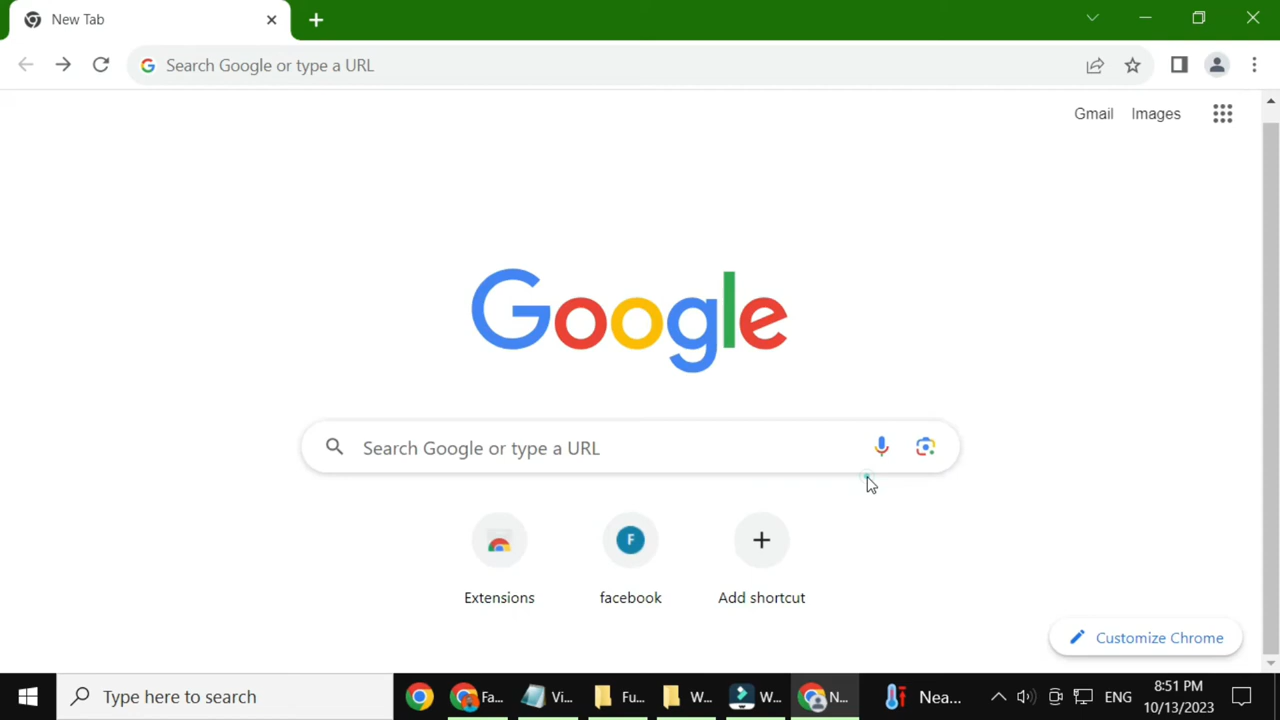 New Tab
Search Google or type a URL
Gmail Images
Google
Search Google or type a URL
F
Extensions facebook Add shortcut
Customize Chrome
Type here to search Fa... Vi... Fu... W... W... N... Nea... ENG 8:51 PM
10/13/2023